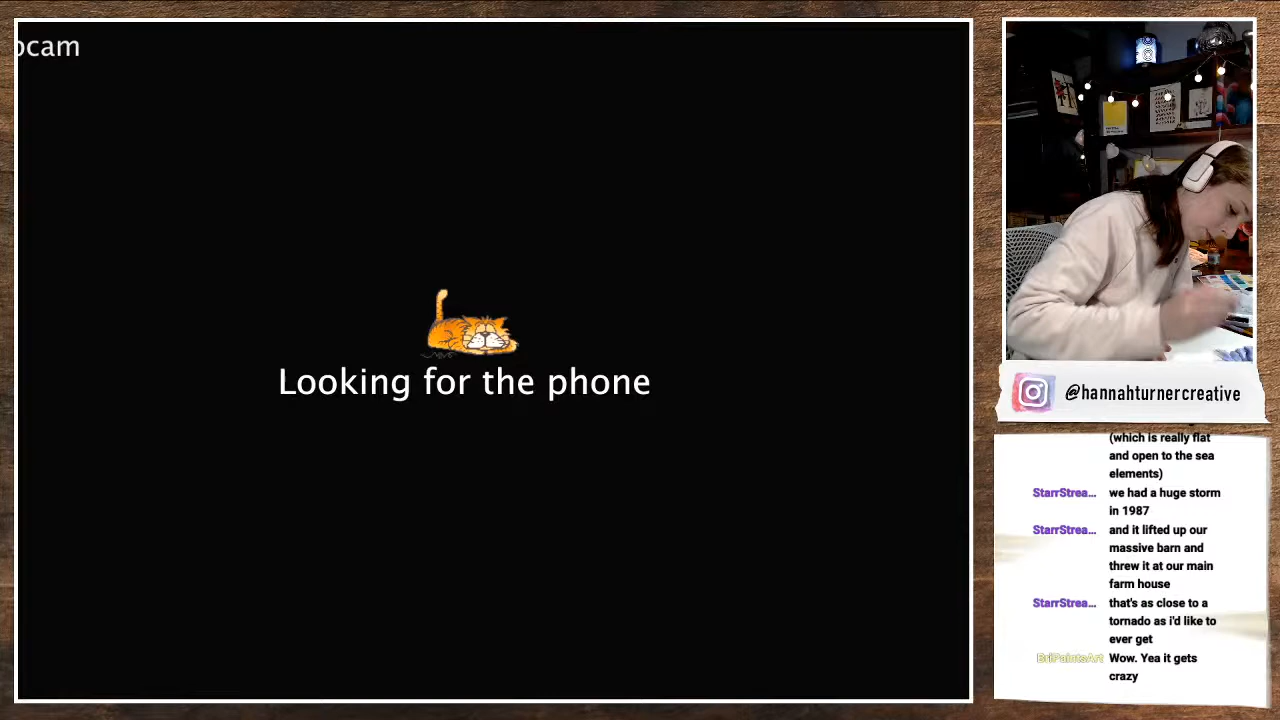 ocam
Looking for the phone
@hannahturnercreative
(which is really flat
and open to the sea
elements)
StarrStrea... we had a huge storm
in 1987
StarrStrea... and it lifted up our
massive barn and
threw it at our main
farm house
StarrStrea... that's as close to a
tornado as i'd like to
ever get
BriPaintsArt Wow. Yea it gets
crazy